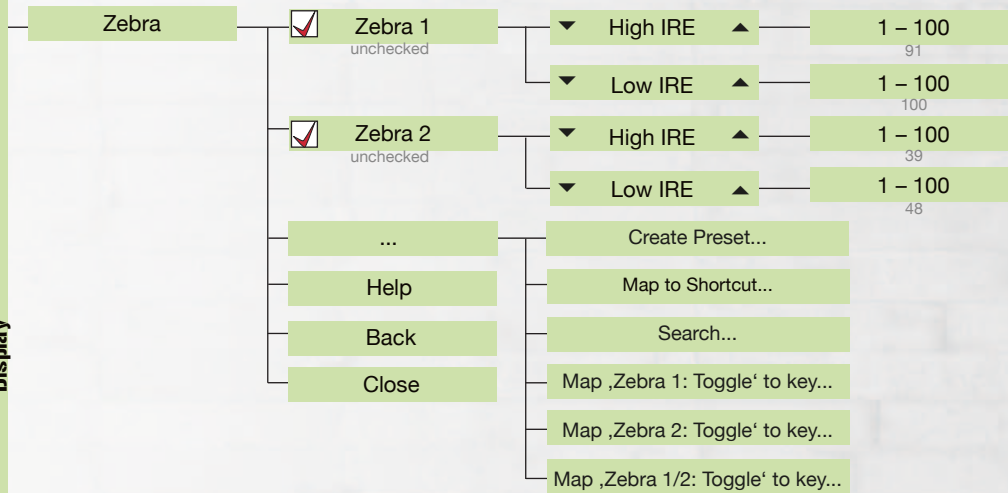 Zebra
Zebra 1
unchecked
High IRE
1 – 100
91
Low IRE
1 – 100
100
Zebra 2
unchecked
High IRE
1 – 100
39
Low IRE
1 – 100
48
...
Create Preset...
Help
Map to Shortcut...
Back
Search...
Close
Map ‚Zebra 1: Toggle‘ to key...
Map ‚Zebra 2: Toggle‘ to key...
Map ‚Zebra 1/2: Toggle‘ to key...
Display